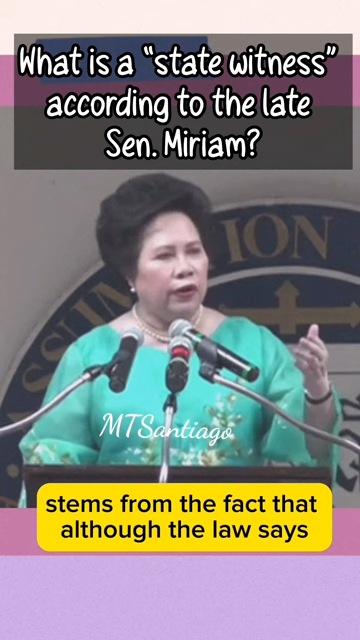 What is a "state witness"
according to the late
Sen. Miriam?
ION
ASSUM
MTSantiago
stems from the fact that
although the law says